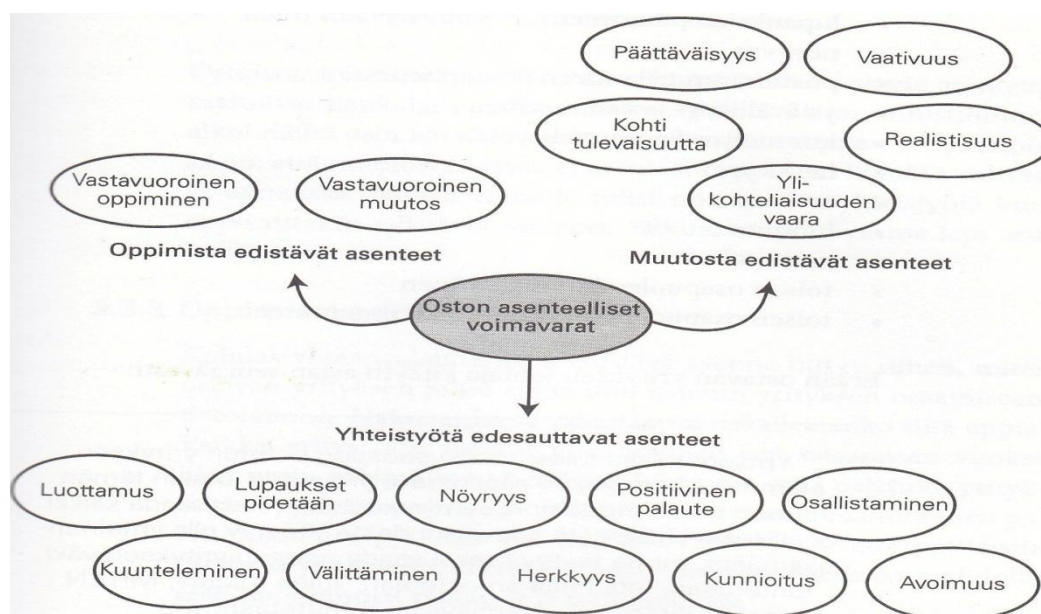 Päättäväisyys
Vaativuus
Kohti
tulevaisuutta
Realistisuus
Vastavuoroinen
oppiminen
Vastavuoroinen
muutos
Yli-
kohteliaisuuden
vaara
Oppimista edistävät asenteet
Muutosta edistävät asenteet
Oston asenteelliset
voimavarat
Yhteistyötä edesauttavat asenteet
Luottamus
Lupaukset
pidetään
Nöyryys
Positiivinen
palaute
Osallistaminen
Kuunteleminen
Välittäminen
Herkkyys
Kunnioitus
Avoimuus